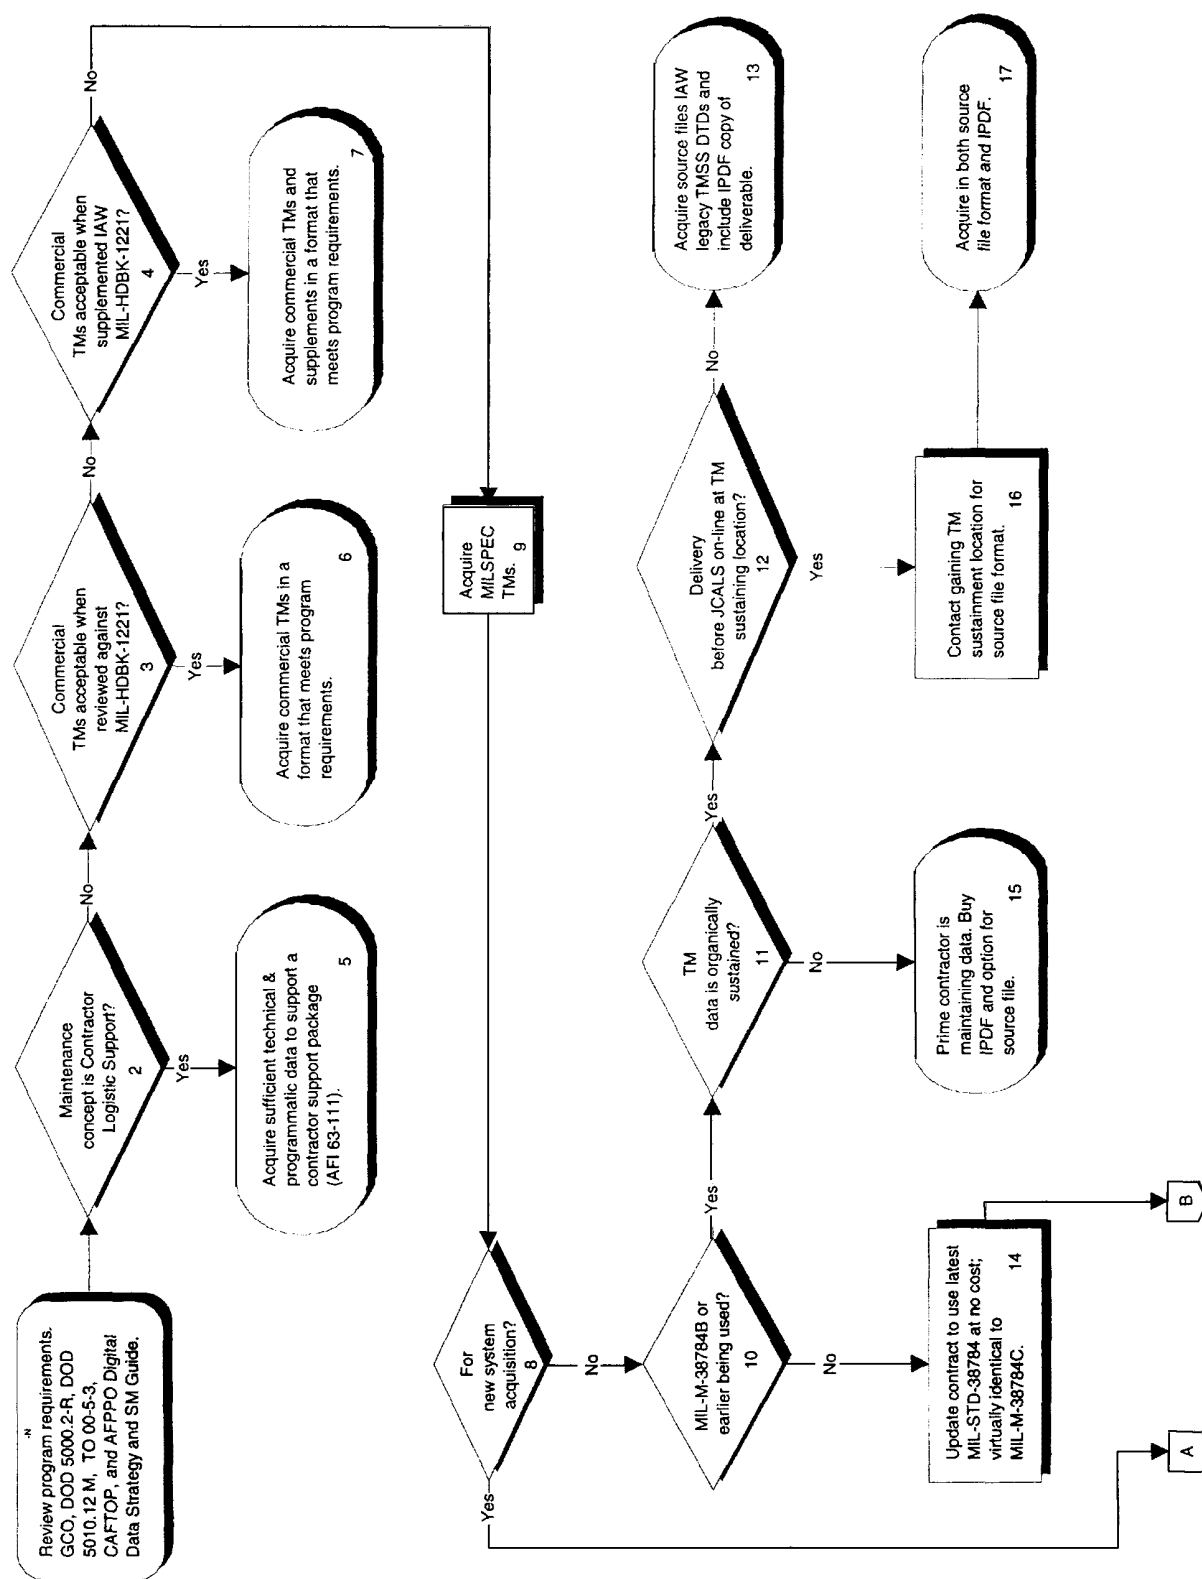 Review program requirements.
GCO, DOD 5000.2-R, DOD
5010.12 M, TO 00-5-3,
CAFTOP, and AFPPO Digital
Data Strategy and SM Guide.
Maintenance
concept is Contractor
Logistic Support?
2
No
Yes
Acquire sufficient technical &
programmatic data to support a
contractor support package
(AFI 63-111).
5
Commercial
TMs acceptable when
reviewed against
MIL-HDBK-1221?
3
No
Yes
Acquire commercial TMs in a
format that meets program
requirements.
6
Commercial
TMs acceptable when
supplemented IAW
MIL-HDBK-1221?
4
No
Yes
Acquire commercial TMs and
supplements in a format that
meets program requirements.
7
Acquire
MILSPEC
TMs. 9
For
new system
acquisition?
8
Yes
No
MIL-M-38784B or
earlier being used?
10
Yes
No
Update contract to use latest
MIL-STD-38784 at no cost;
virtually identical to
MIL-M-38784C.
14
TM
data is organically
sustained?
11
Yes
No
Prime contractor is
maintaining data. Buy
IPDF and option for
source file.
15
Delivery
before JCALS on-line at TM
sustaining location?
12
No
Yes
Acquire source files IAW
legacy TMSS DTDs and
include IPDF copy of
deliverable.
13
Contact gaining TM
sustainment location for
source file format.
16
Acquire in both source
file format and IPDF.
17
A
B